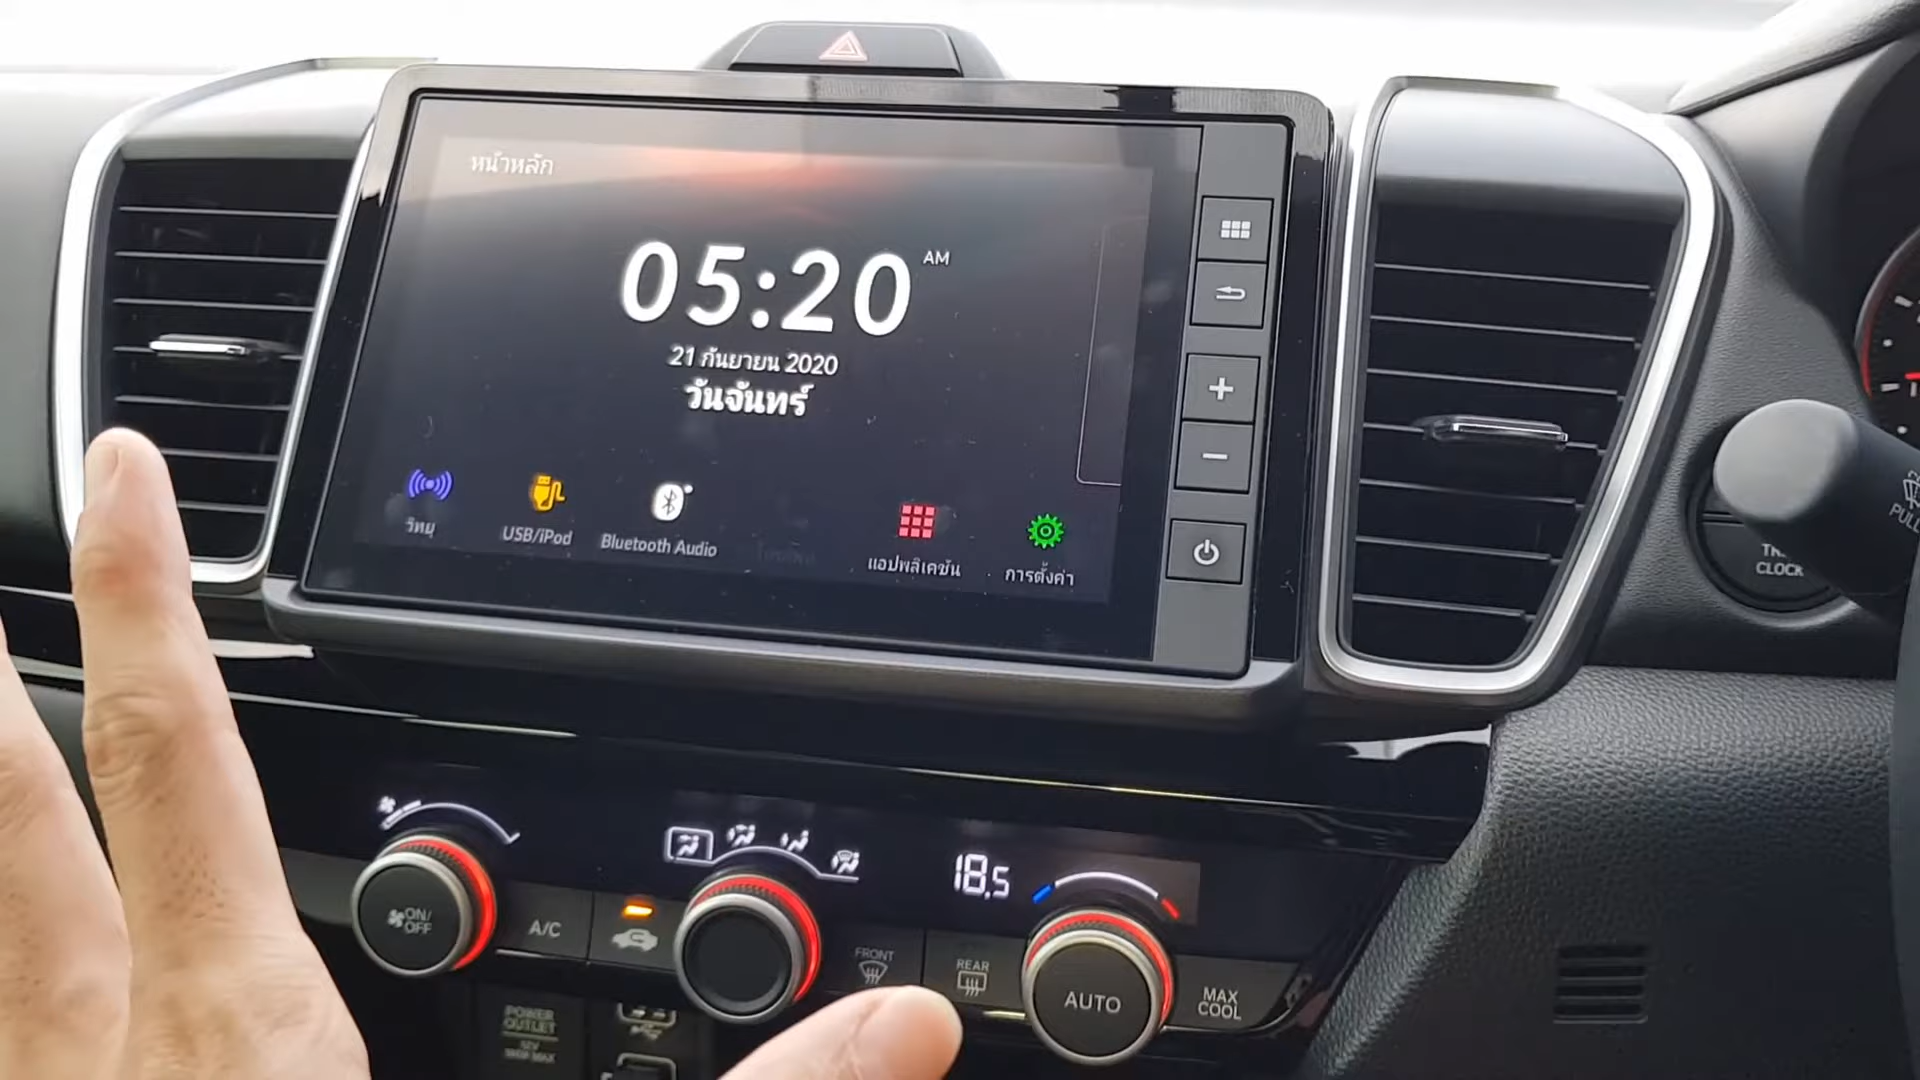 หน้าหลัก
05:20 AM
21 กันยายน 2020
วันจันทร์
วิทยุ
USB/iPod
Bluetooth Audio
แอปพลิเคชัน
การตั้งค่า
PULL
CLOCK
18.5
ON/
OFF
A/C
FRONT
REAR
AUTO
MAX
COOL
POWER
OUTLET